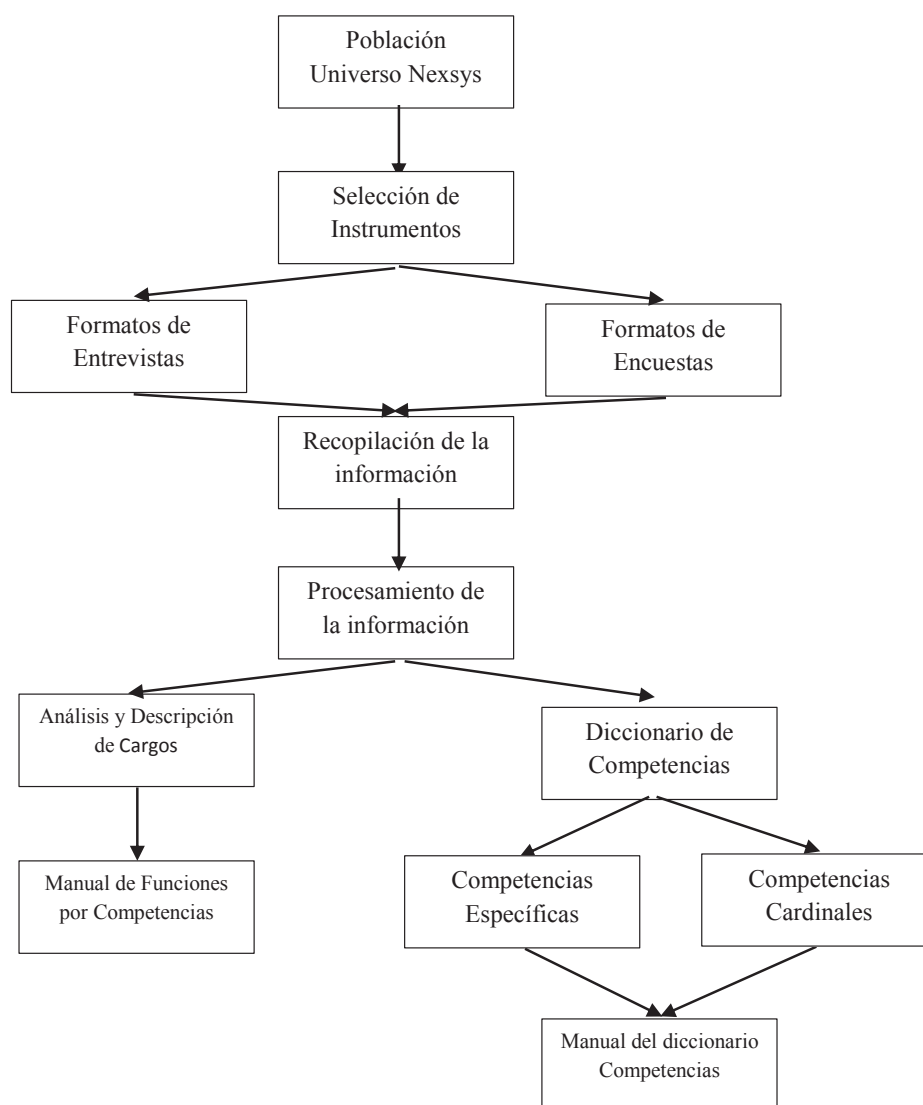 Población
Universo Nexsys
Selección de
Instrumentos
Formatos de
Entrevistas
Formatos de
Encuestas
Recopilación de la
información
Procesamiento de
la información
Análisis y Descripción
de Cargos
Diccionario de
Competencias
Manual de Funciones
por Competencias
Competencias
Específicas
Competencias
Cardinales
Manual del diccionario
Competencias